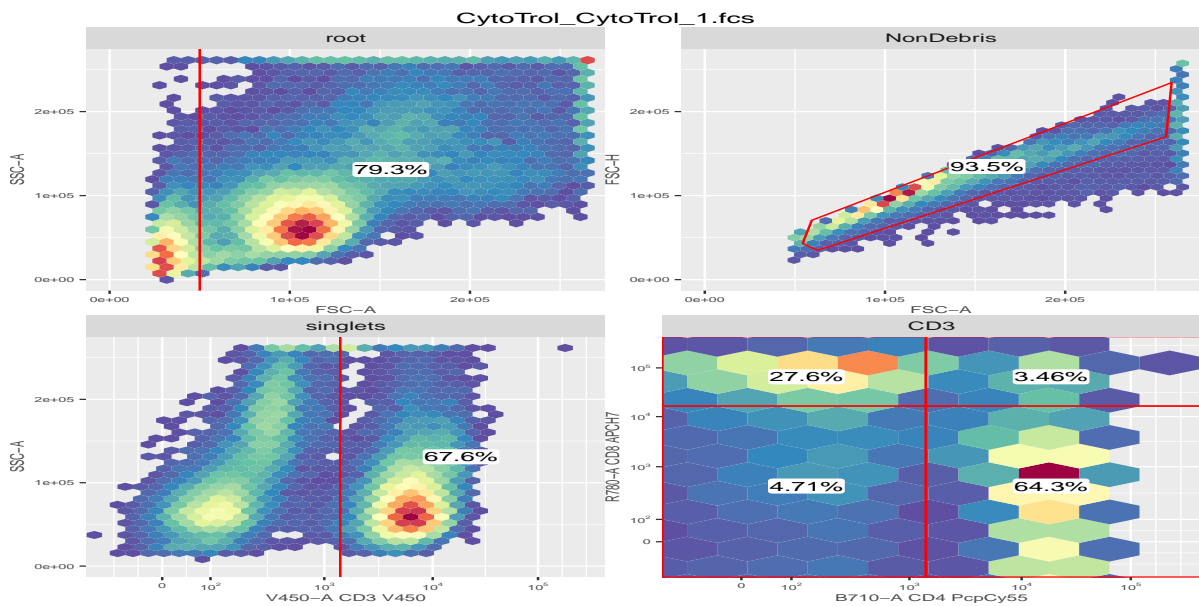 CytoTrol_CytoTrol_1.fcs
root
SSC-A
2e+05
1e+05
0e+00
79.3%
0e+00 1e+05 2e+05
FSC-A
NonDebris
FSC-H
2e+05
1e+05
0e+00
93.5%
0e+00 1e+05 2e+05
FSC-A
singlets
SSC-A
2e+05
1e+05
0e+00
67.6%
0 10² 10³ 10⁴ 10⁵
V450-A CD3 V450
CD3
R780-A CD8 APCH7
10⁵
10⁴
10³
10²
0
27.6% 3.46%
4.71% 64.3%
0 10² 10³ 10⁴ 10⁵
B710-A CD4 PcpCy55